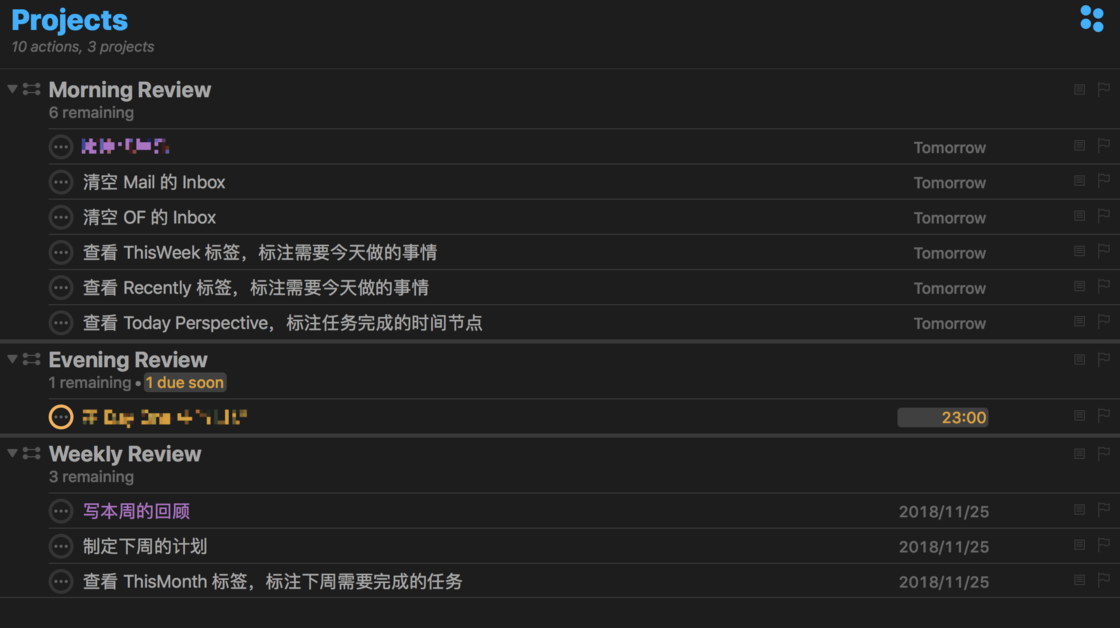 Projects
10 actions, 3 projects
Morning Review
6 remaining
Tomorrow
清空 Mail 的 Inbox Tomorrow
清空 OF 的 Inbox Tomorrow
查看 ThisWeek 标签，标注需要今天做的事情 Tomorrow
查看 Recently 标签，标注需要今天做的事情 Tomorrow
查看 Today Perspective，标注任务完成的时间节点 Tomorrow
Evening Review
1 remaining • 1 due soon
23:00
Weekly Review
3 remaining
写本周的回顾 2018/11/25
制定下周的计划 2018/11/25
查看 ThisMonth 标签，标注下周需要完成的任务 2018/11/25